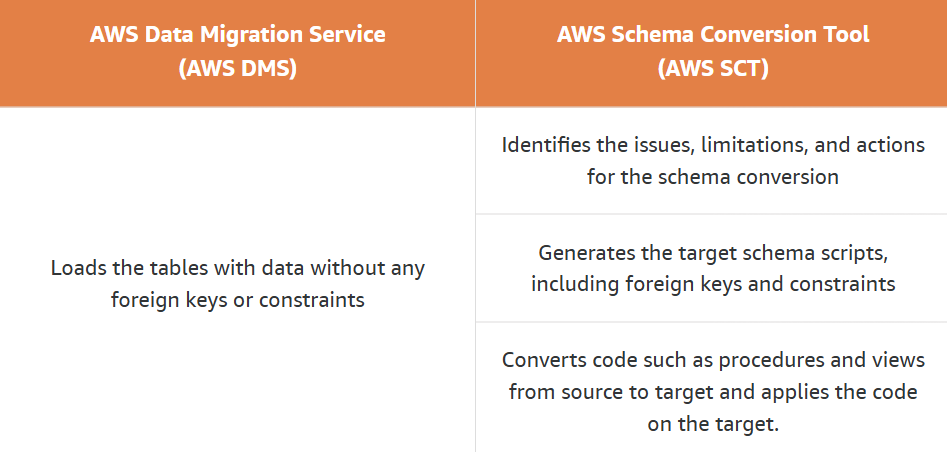 AWS Data Migration Service
(AWS DMS)
AWS Schema Conversion Tool
(AWS SCT)
Loads the tables with data without any
foreign keys or constraints
Identifies the issues, limitations, and actions
for the schema conversion
Generates the target schema scripts,
including foreign keys and constraints
Converts code such as procedures and views
from source to target and applies the code
on the target.